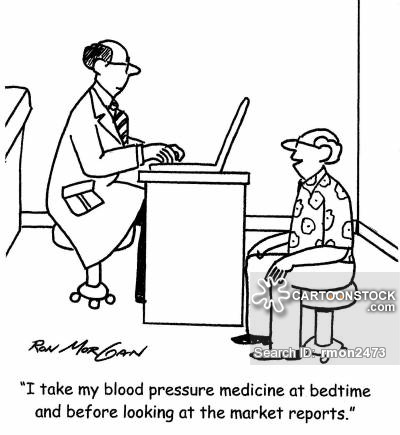 CARTOONSTOCK
.com
Search ID: rmon2473
RON MORGAN
"I take my blood pressure medicine at bedtime
and before looking at the market reports."